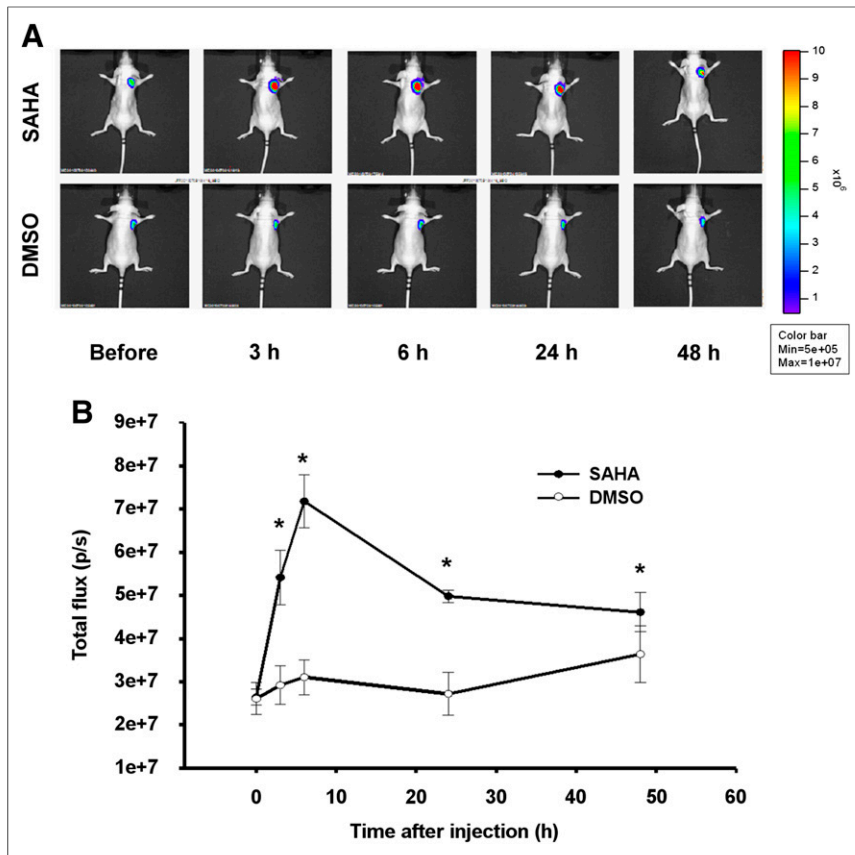 A
SAHA
DMSO
Before
3 h
6 h
24 h
48 h
10
9
8
7
6
5
4
3
2
1
x10⁶
Color bar
Min=5e+05
Max=1e+07
B
9e+7
8e+7
7e+7
6e+7
5e+7
4e+7
3e+7
2e+7
1e+7
Total flux (p/s)
*
*
*
*
SAHA
DMSO
0
10
20
30
40
50
60
Time after injection (h)